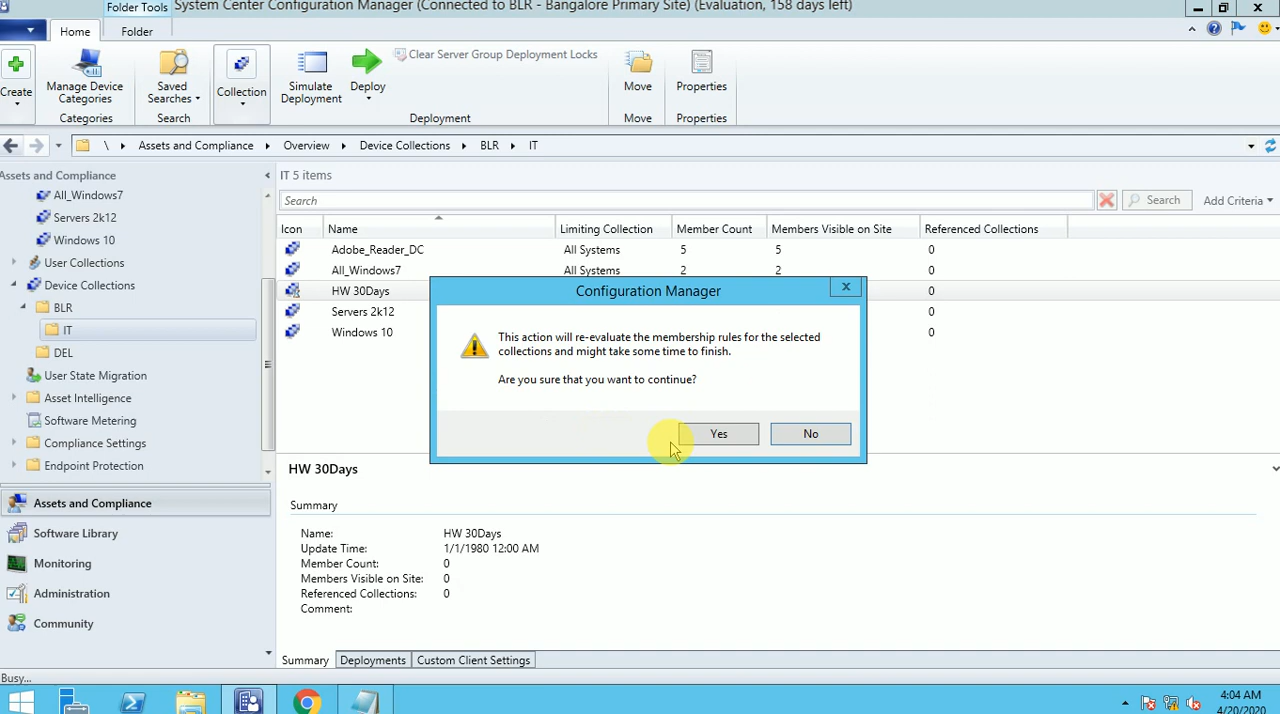 Folder Tools
System Center Configuration Manager (Connected to BLR - Bangalore Primary Site) (Evaluation, 158 days left)
Home
Folder
Create
Manage Device
Categories
Categories
Saved
Searches
Search
Collection
Simulate
Deployment
Deploy
Clear Server Group Deployment Locks
Deployment
Move
Move
Properties
Properties
\ Assets and Compliance Overview Device Collections BLR IT
Assets and Compliance
All_Windows7
Servers 2k12
Windows 10
User Collections
Device Collections
BLR
IT
DEL
User State Migration
Asset Intelligence
Software Metering
Compliance Settings
Endpoint Protection
Assets and Compliance
Software Library
Monitoring
Administration
Community
IT 5 items
Search
Search
Add Criteria
Icon Name Limiting Collection Member Count Members Visible on Site Referenced Collections
Adobe_Reader_DC All Systems 5 5 0
All_Windows7 All Systems 2 2 0
HW 30Days 0
Servers 2k12 0
Windows 10 0
Configuration Manager
This action will re-evaluate the membership rules for the selected
collections and might take some time to finish.
Are you sure that you want to continue?
Yes
No
HW 30Days
Summary
Name: HW 30Days
Update Time: 1/1/1980 12:00 AM
Member Count: 0
Members Visible on Site: 0
Referenced Collections: 0
Comment:
Summary Deployments Custom Client Settings
Busy...
4:04 AM
4/20/2020